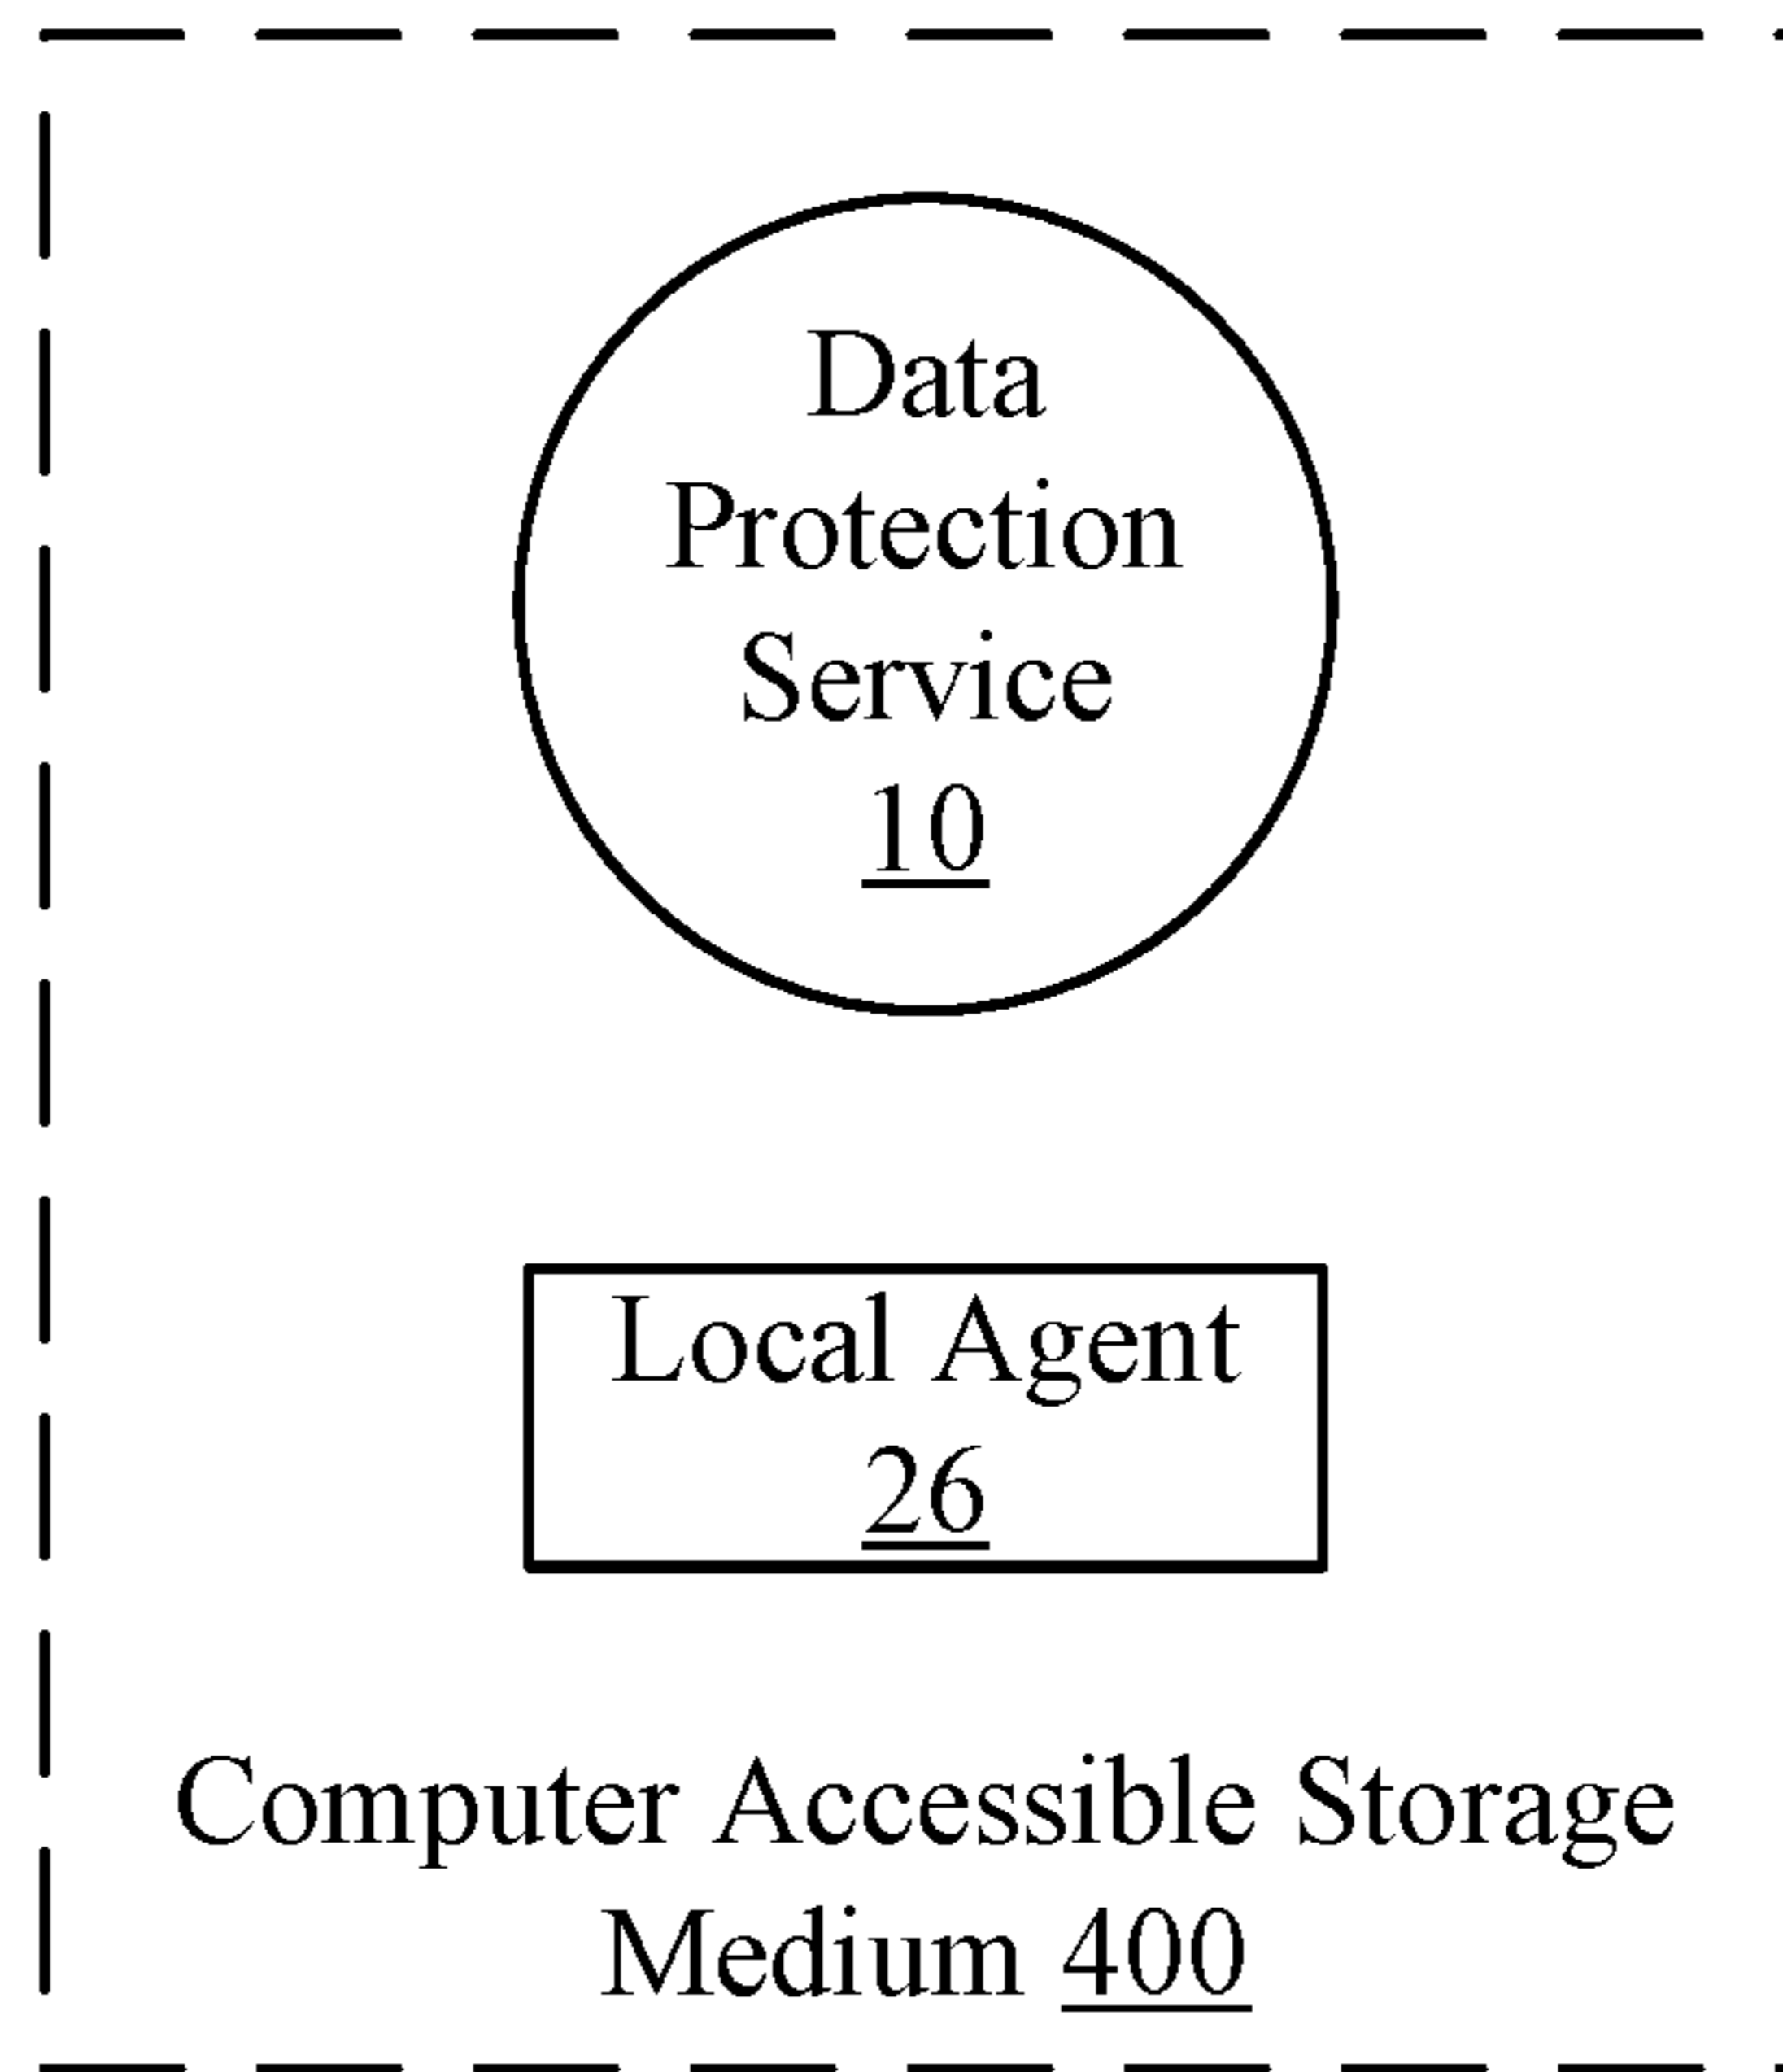 Data
Protection
Service
10
Local Agent
26
Computer Accessible Storage
Medium 400